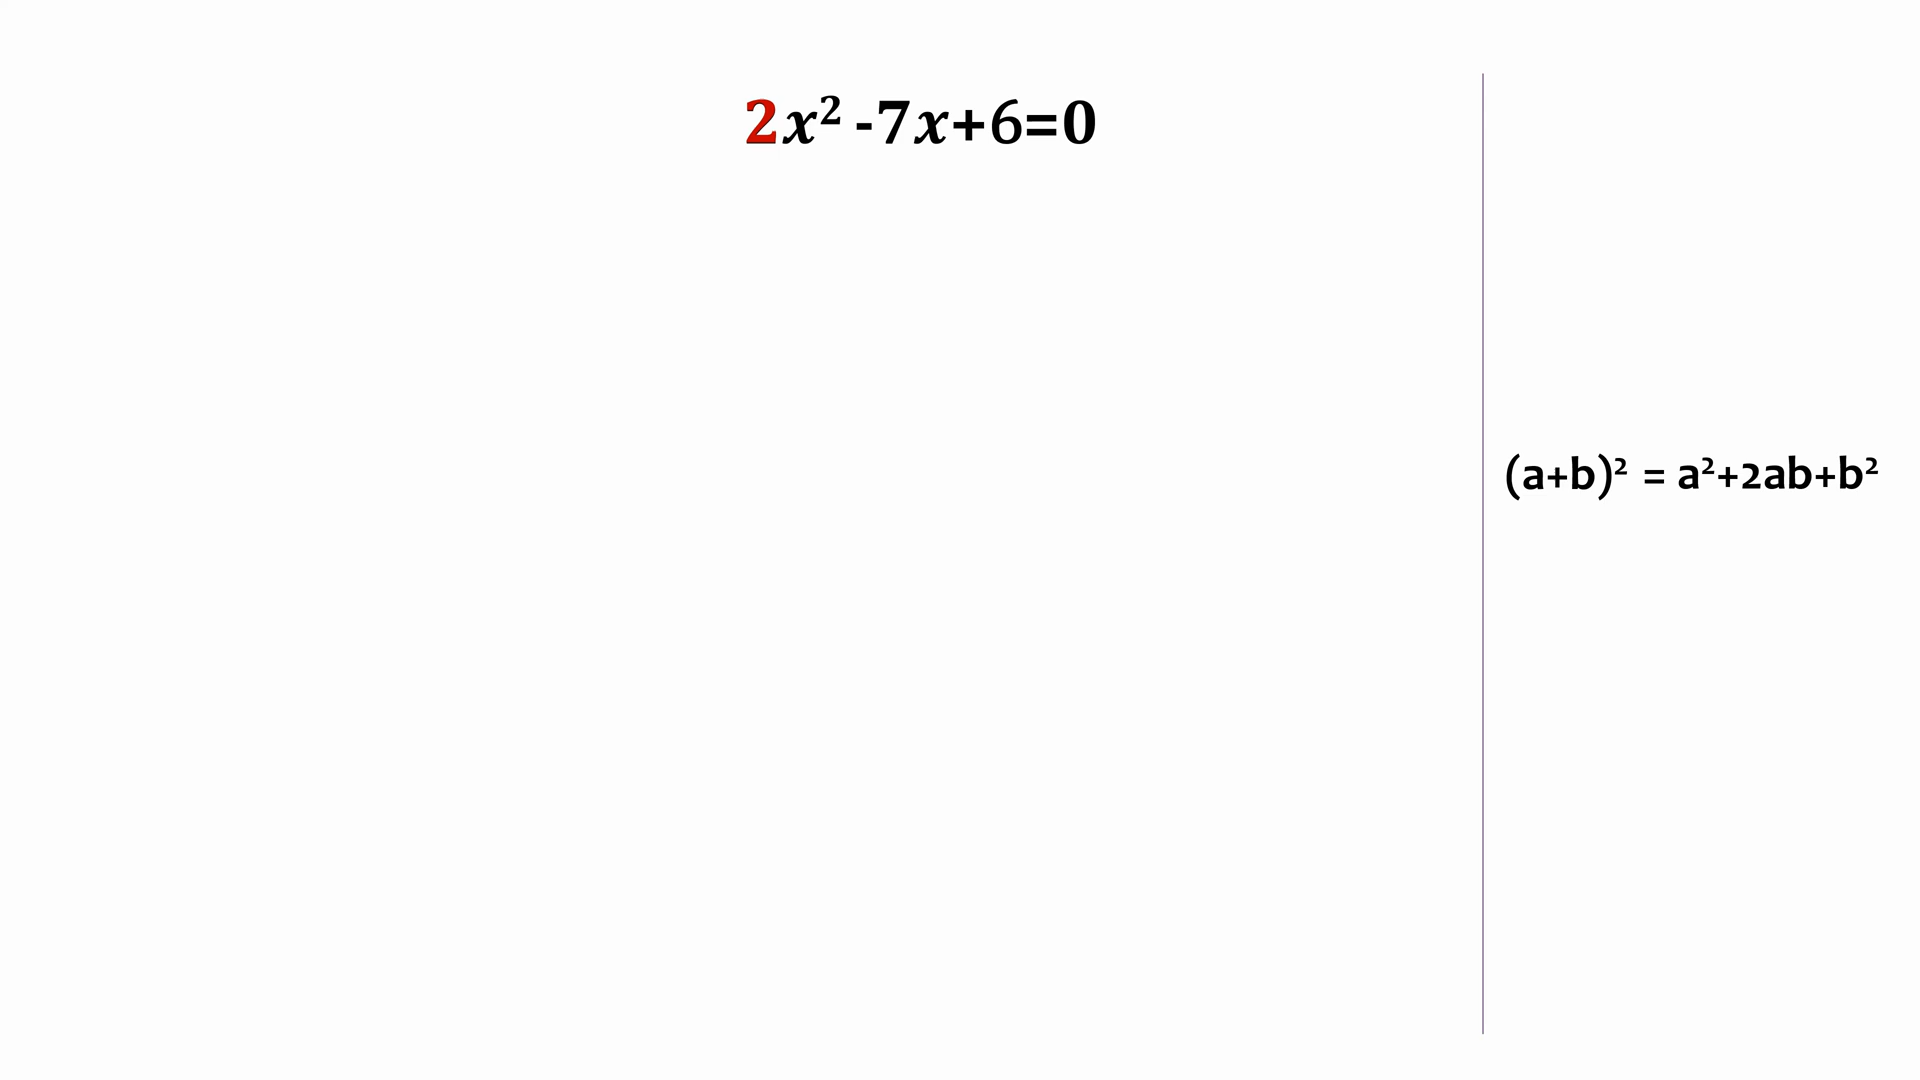 2x² -7x+6=0
(a+b)² = a²+2ab+b²